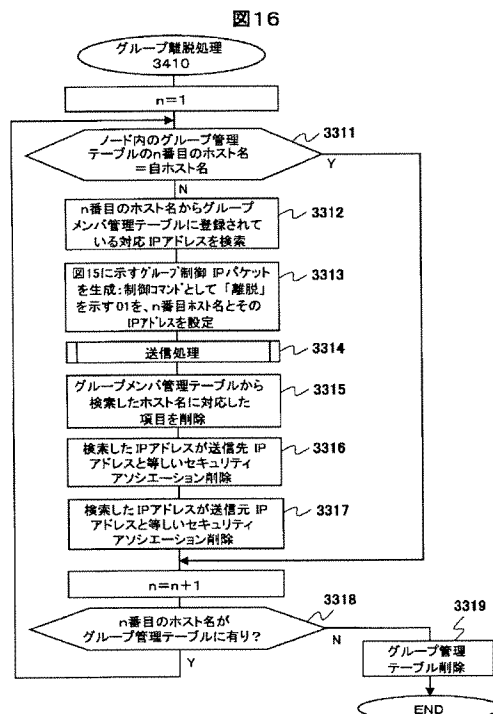 図16
グループ離脱処理
3410
n=1
ノード内のグループ管理
テーブルのn番目のホスト名
=自ホスト名
3311
Y
N
n番目のホスト名からグループ
メンバ管理テーブルに登録されて
いる対応IPアドレスを検索
3312
図15に示すグループ制御 IPパケット
を生成:制御コマンドとして「離脱」
を示す01を、n番目ホスト名とその
IPアドレスを設定
3313
送信処理
3314
グループメンバ管理テーブルから
検索したホスト名に対応した
項目を削除
3315
検索したIPアドレスが送信先 IP
アドレスと等しいセキュリティ
アソシエーション削除
3316
検索したIPアドレスが送信元 IP
アドレスと等しいセキュリティ
アソシエーション削除
3317
n=n+1
n番目のホスト名が
グループ管理テーブルに有り?
3318
N
Y
3319
グループ管理
テーブル削除
END